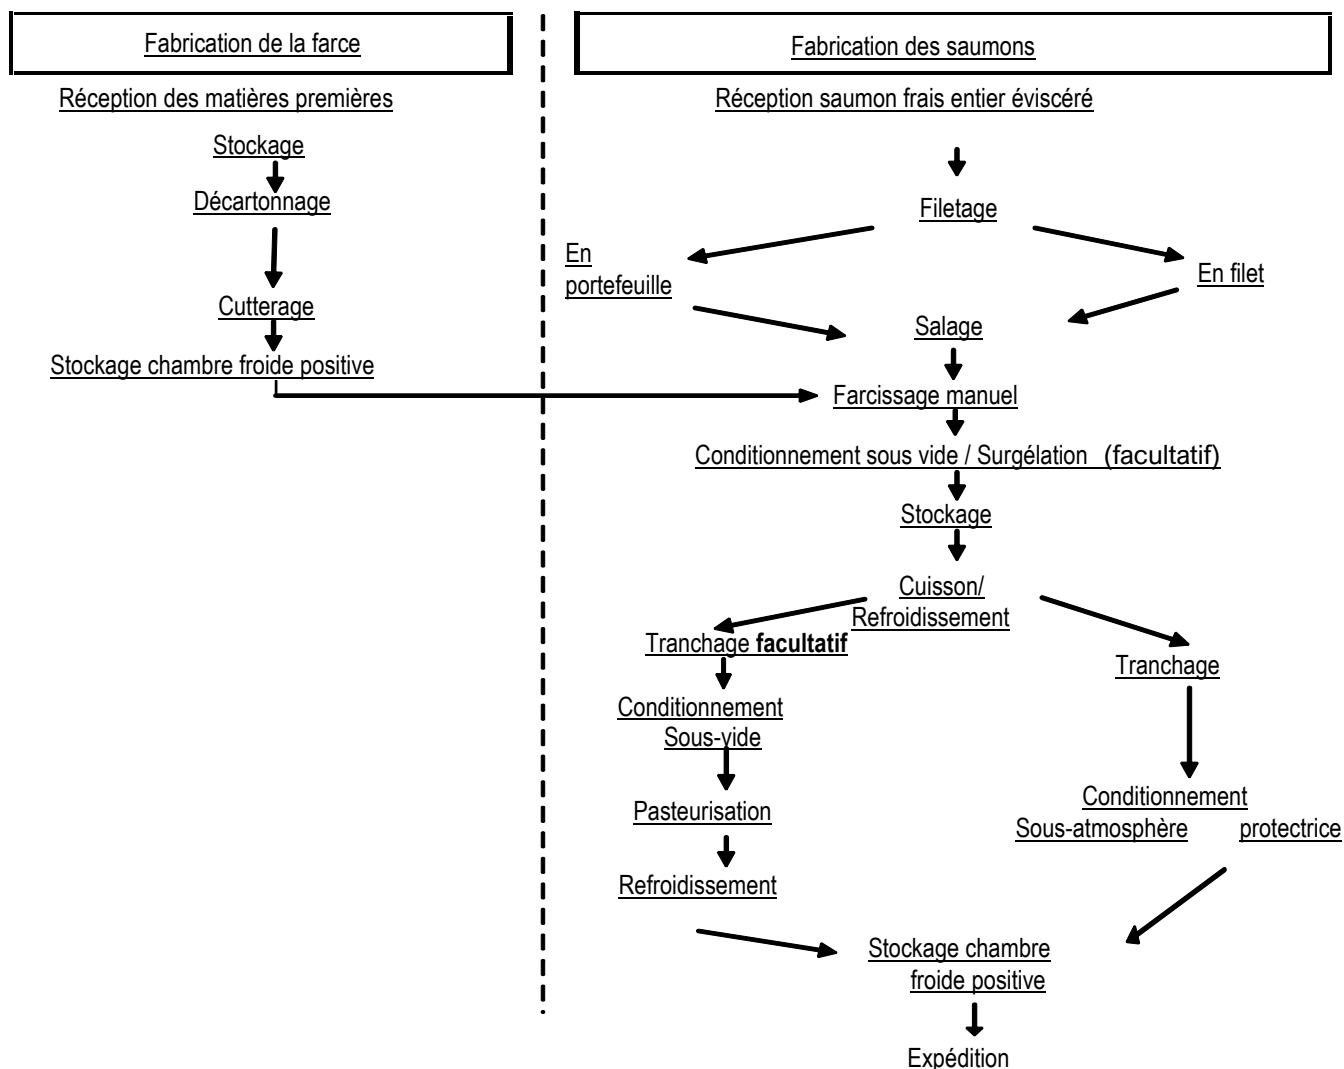 Fabrication de la farce
Fabrication des saumons
Réception des matières premières
Réception saumon frais entier éviscéré
Stockage
Décartonnage
Filetage
En
portefeuille
En filet
Cutterage
Salage
Stockage chambre froide positive
Farcissage manuel
Conditionnement sous vide / Surgélation (facultatif)
Stockage
Cuisson/
Refroidissement
Tranchage facultatif
Tranchage
Conditionnement
Sous-vide
Pasteurisation
Conditionnement
Sous-atmosphère protectrice
Refroidissement
Stockage chambre
froide positive
Expédition